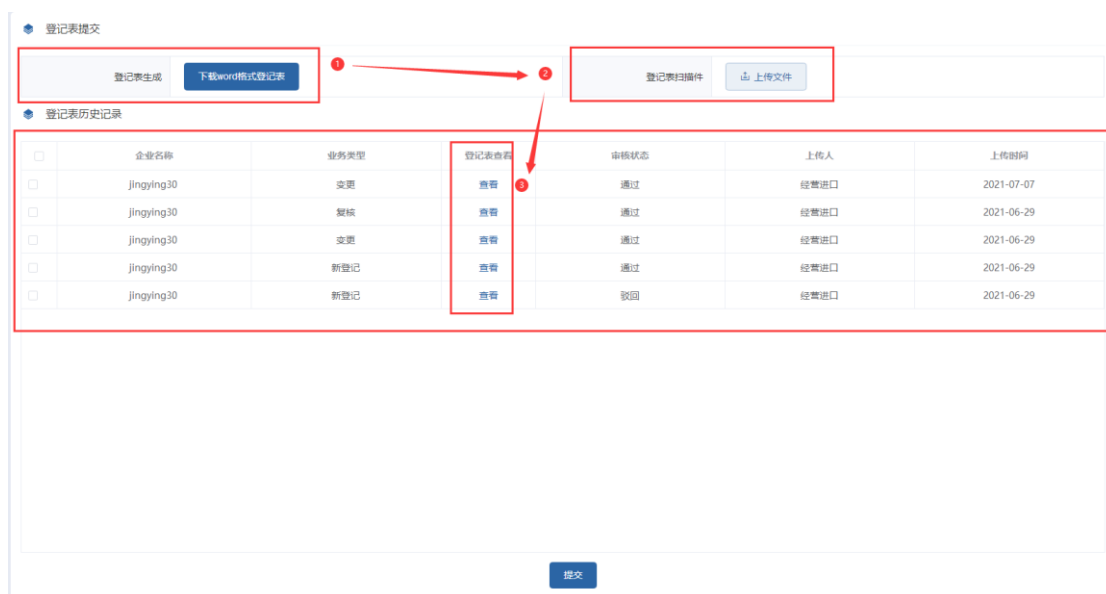 登记表提交
登记表生成 下载word格式登记表 1 2 登记表扫描件 上传文件
登记表历史记录
企业名称 业务类型 登记表查看 审核状态 上传人 上传时间
jingying30 变更 查看 3 通过 经营进口 2021-07-07
jingying30 复核 查看 通过 经营进口 2021-06-29
jingying30 变更 查看 通过 经营进口 2021-06-29
jingying30 新登记 查看 通过 经营进口 2021-06-29
jingying30 新登记 查看 驳回 经营进口 2021-06-29
提交